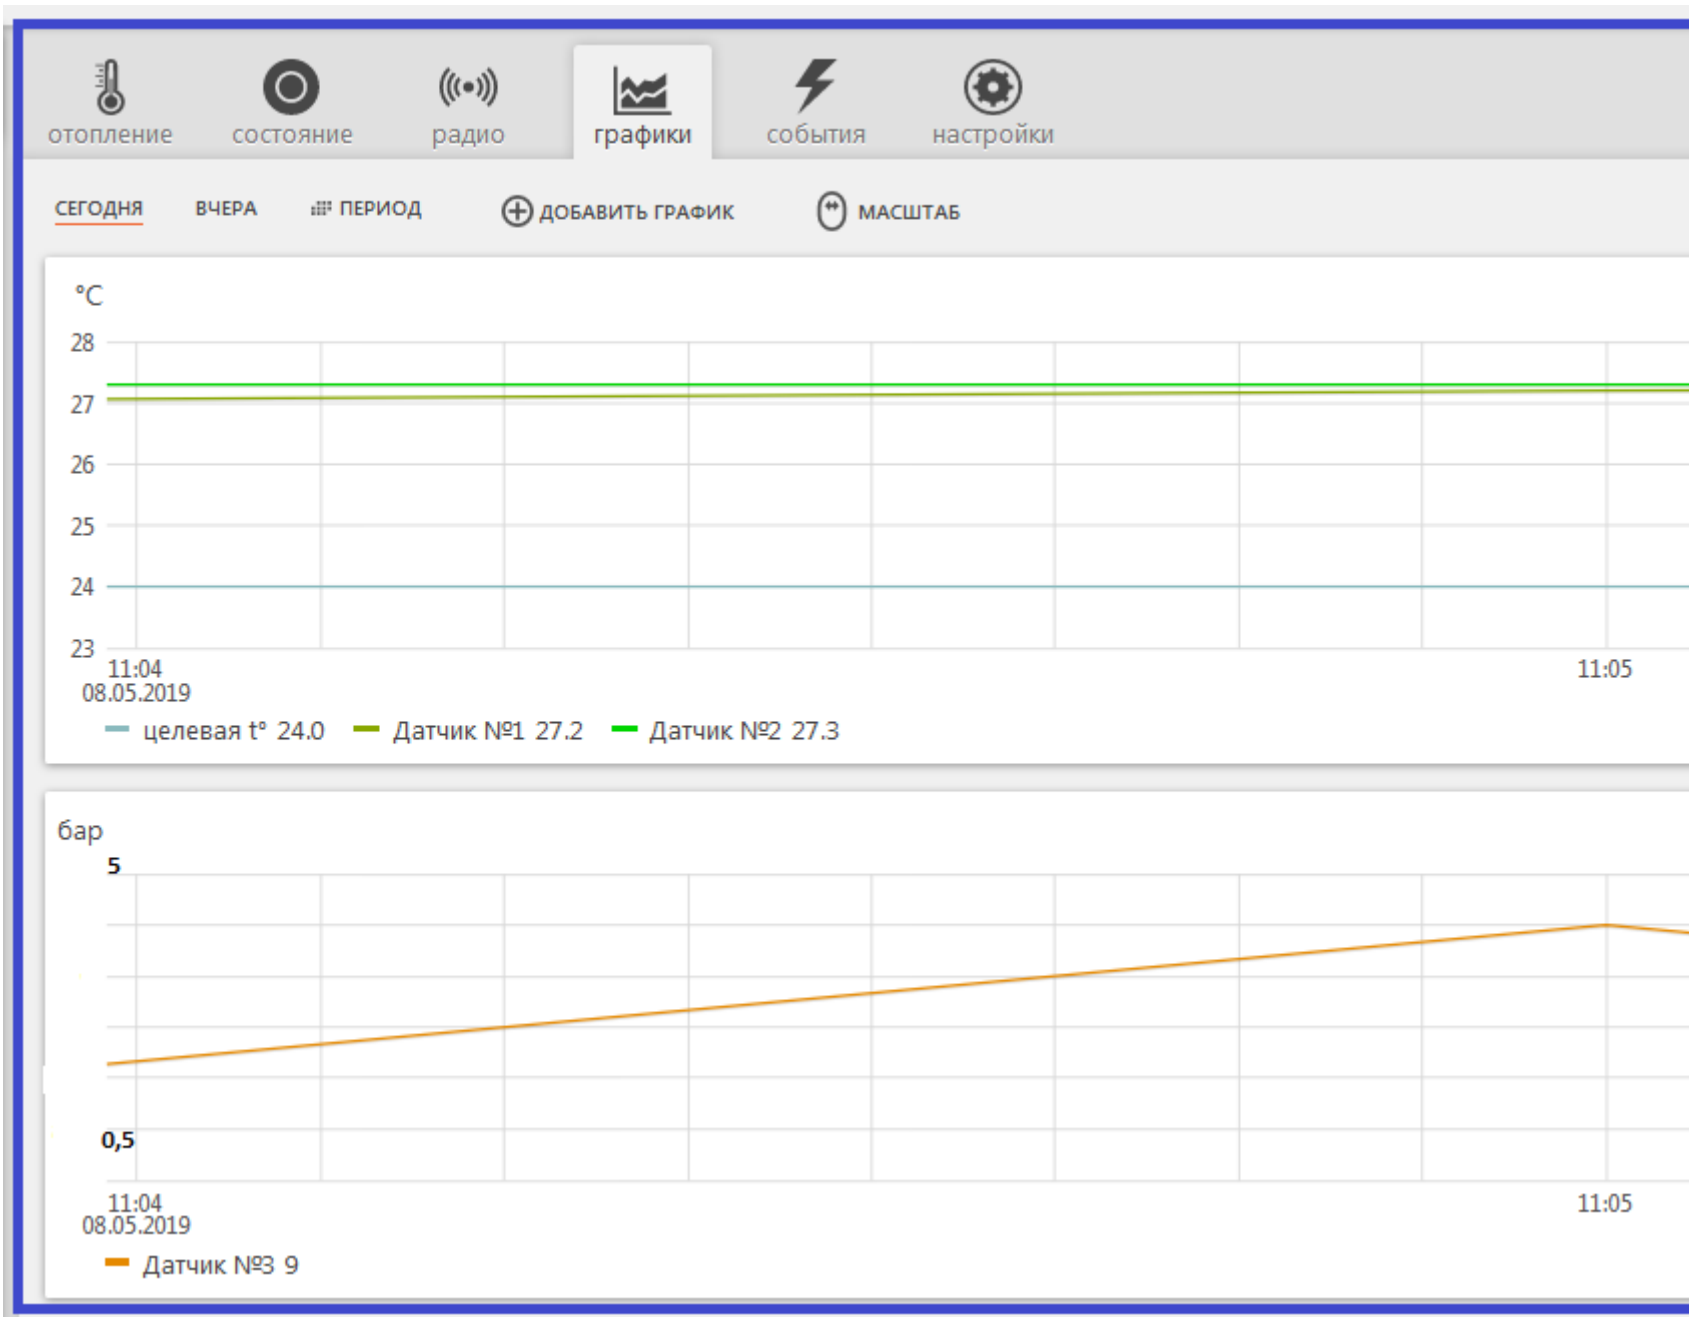 отопление состояние радио графики события настройки
СЕГОДНЯ ВЧЕРА ПЕРИОД ДОБАВИТЬ ГРАФИК МАСШТАБ
°C
28
27
26
25
24
23
11:04 11:05
08.05.2019
целевая t° 24.0 Датчик №1 27.2 Датчик №2 27.3
бар
5
0,5
11:04 11:05
08.05.2019
Датчик №3 9